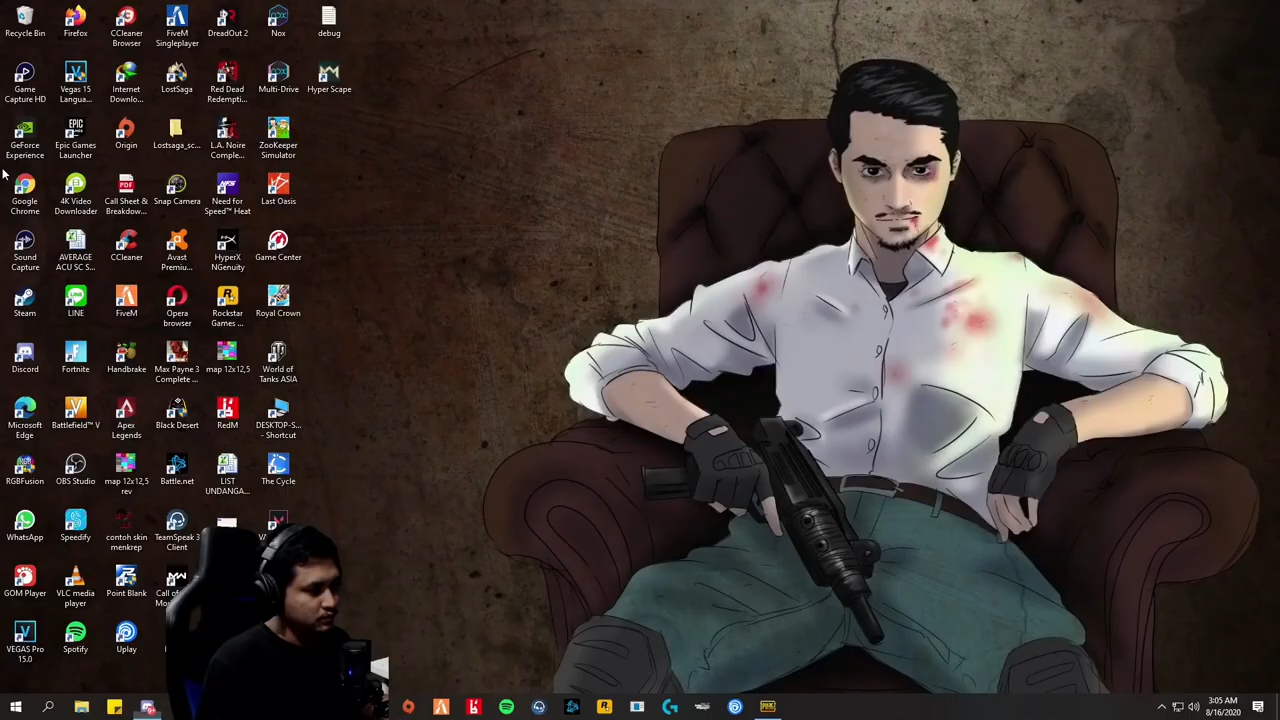 Recycle Bin
Firefox
CCleaner
Browser
FiveM
Singleplayer
DreadOut 2
Nox
debug
Game
Capture HD
Vegas 15
Langua...
Internet
Downlo...
LostSaga
Red Dead
Redempti...
Multi-Drive
Hyper Scape
GeForce
Experience
Epic Games
Launcher
Origin
Lostsaga_sc...
L.A. Noire
Comple...
ZooKeeper
Simulator
Google
Chrome
4K Video
Downloader
Call Sheet &
Breakdow...
Snap Camera
Need for
Speed™ Heat
Last Oasis
Sound
Capture
AVERAGE
ACU SC S...
CCleaner
Avast
Premiu...
HyperX
NGenuity
Game Center
Steam
LINE
FiveM
Opera
browser
Rockstar
Games ...
Royal Crown
Discord
Fortnite
Handbrake
Max Payne 3
Complete ...
map 12x12,5
World of
Tanks ASIA
Microsoft
Edge
Battlefield™ V
Apex
Legends
Black Desert
RedM
DESKTOP-S...
- Shortcut
RGBFusion
OBS Studio
map 12x12,5
rev
Battle.net
LIST
UNDANGA...
The Cycle
WhatsApp
Speedify
contoh skin
menkrep
TeamSpeak 3
Client
GOM Player
VLC media
player
Point Blank
Call of
VEGAS Pro
15.0
Spotify
Uplay
3:05 AM
8/16/2020